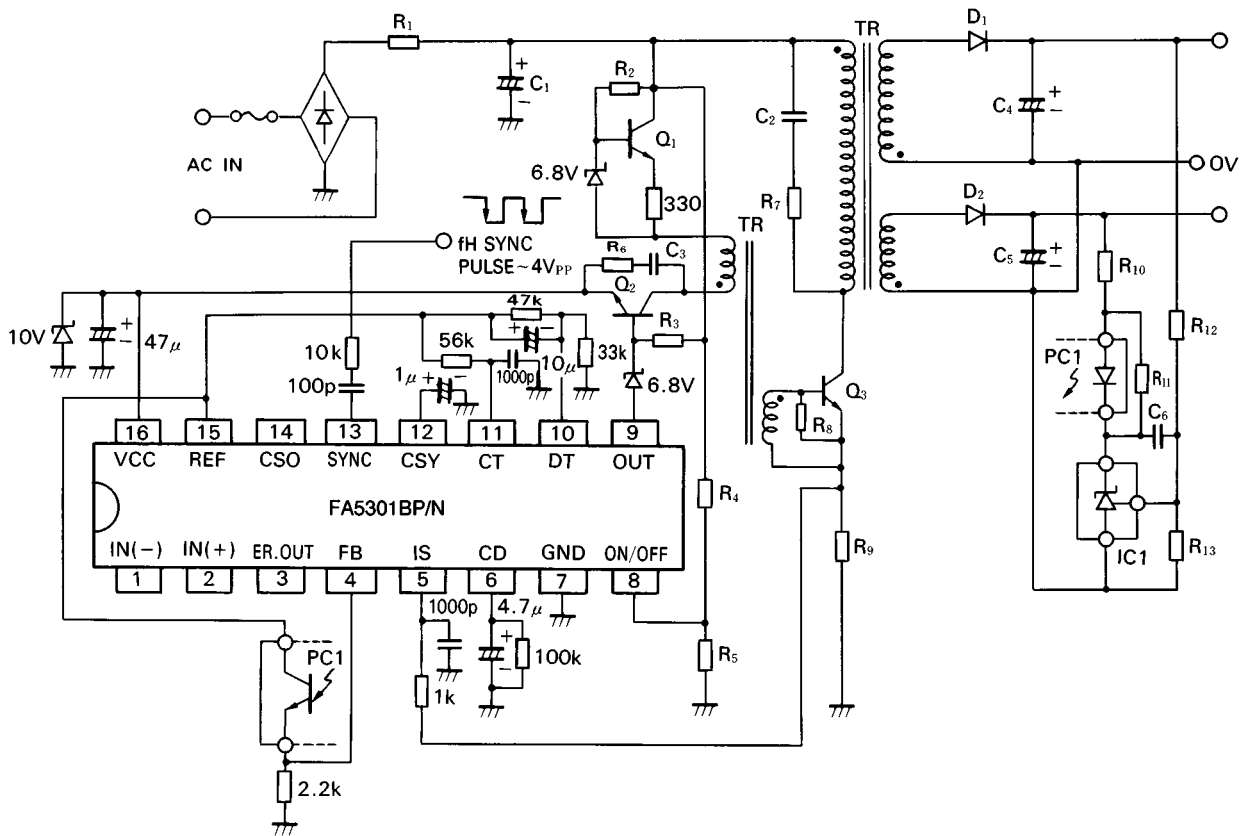 R1
TR
D1
R2
C1
C2
C4
Q1
AC IN
6.8V
0V
330
R7
D2
fH SYNC
TR
PULSE~4VPP
R6
C3
C5
R10
Q2
47k
10V
47μ
R3
R12
56k
10k
10μ
33k
PC1
1μ
1000p
100p
6.8V
Q3
R11
R8
C6
16 15 14 13 12 11 10 9
VCC REF CSO SYNC CSY CT DT OUT
R4
FA5301BP/N
IN(-) IN(+) ER.OUT FB IS CD GND ON/OFF
R9
R13
IC1
1 2 3 4 5 6 7 8
1000p
4.7μ
PC1
100k
R5
1k
2.2k